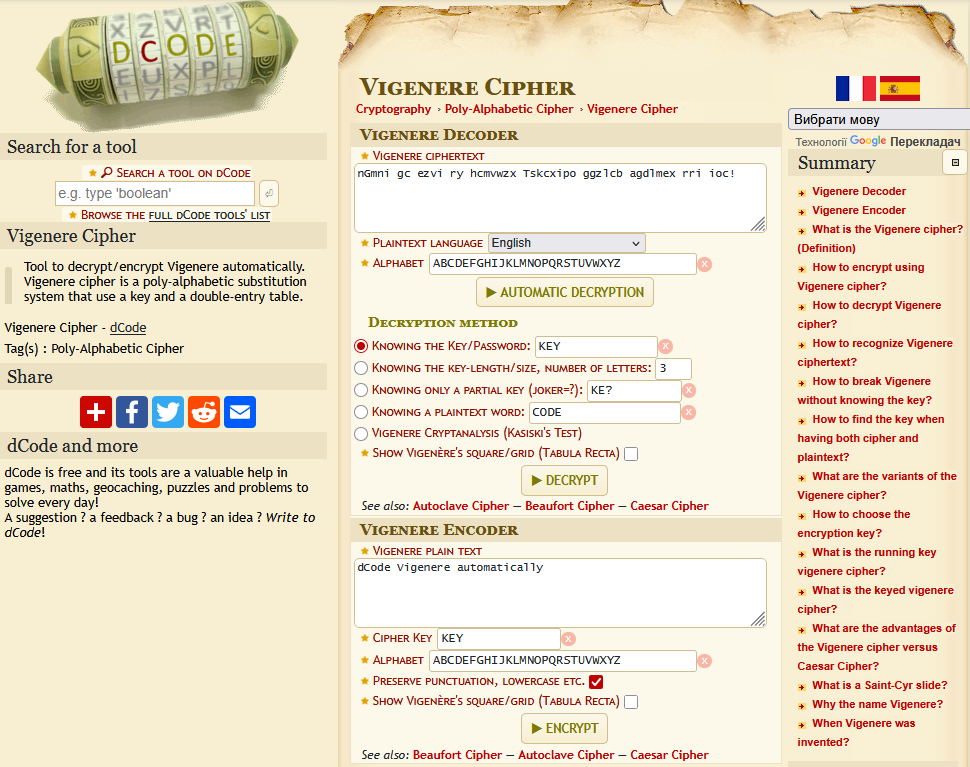 XZVRT
DCODE
EUXPL
Search for a tool
Search a tool on dCode
e.g. type 'boolean'
Browse the full dCode tools' list
Vigenere Cipher
Tool to decrypt/encrypt Vigenere automatically.
Vigenere cipher is a poly-alphabetic substitution
system that use a key and a double-entry table.
Vigenere Cipher - dCode
Tag(s) : Poly-Alphabetic Cipher
Share
dCode and more
dCode is free and its tools are a valuable help in
games, maths, geocaching, puzzles and problems to
solve every day!
A suggestion ? a feedback ? a bug ? an idea ? Write to
dCode!
Vigenere Cipher
Cryptography › Poly-Alphabetic Cipher › Vigenere Cipher
Vigenere Decoder
Vigenere ciphertext
nGmni gc ezvi ry hcmvwzx Tskcxipo ggzlcb agdlmex rri ioc!
Plaintext language English
Alphabet ABCDEFGHIJKLMNOPQRSTUVWXYZ
► AUTOMATIC DECRYPTION
Decryption method
Knowing the Key/Password: KEY
Knowing the key-length/size, number of letters: 3
Knowing only a partial key (joker=?): KE?
Knowing a plaintext word: CODE
Vigenere Cryptanalysis (Kasiski's Test)
Show Vigenère's square/grid (Tabula Recta)
► DECRYPT
See also: Autoclave Cipher — Beaufort Cipher — Caesar Cipher
Vigenere Encoder
Vigenere plain text
dCode Vigenere automatically
Cipher Key KEY
Alphabet ABCDEFGHIJKLMNOPQRSTUVWXYZ
Preserve punctuation, lowercase etc.
Show Vigenère's square/grid (Tabula Recta)
► ENCRYPT
See also: Beaufort Cipher — Autoclave Cipher — Caesar Cipher
Вибрати мову
Технології Google Перекладач
Summary
Vigenere Decoder
Vigenere Encoder
What is the Vigenere cipher?
(Definition)
How to encrypt using
Vigenere cipher?
How to decrypt Vigenere
cipher?
How to recognize Vigenere
ciphertext?
How to break Vigenere
without knowing the key?
How to find the key when
having both cipher and
plaintext?
What are the variants of the
Vigenere cipher?
How to choose the
encryption key?
What is the running key
vigenere cipher?
What is the keyed vigenere
cipher?
What are the advantages of
the Vigenere cipher versus
Caesar Cipher?
What is a Saint-Cyr slide?
Why the name Vigenere?
When Vigenere was
invented?